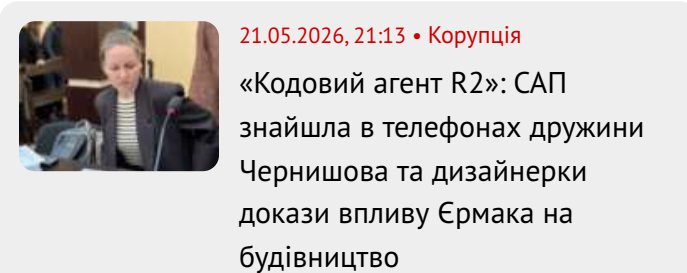 21.05.2026, 21:13 • Корупція
«Кодовий агент R2»: САП
знайшла в телефонах дружини
Чернишова та дизайнерки
докази впливу Єрмака на
будівництво